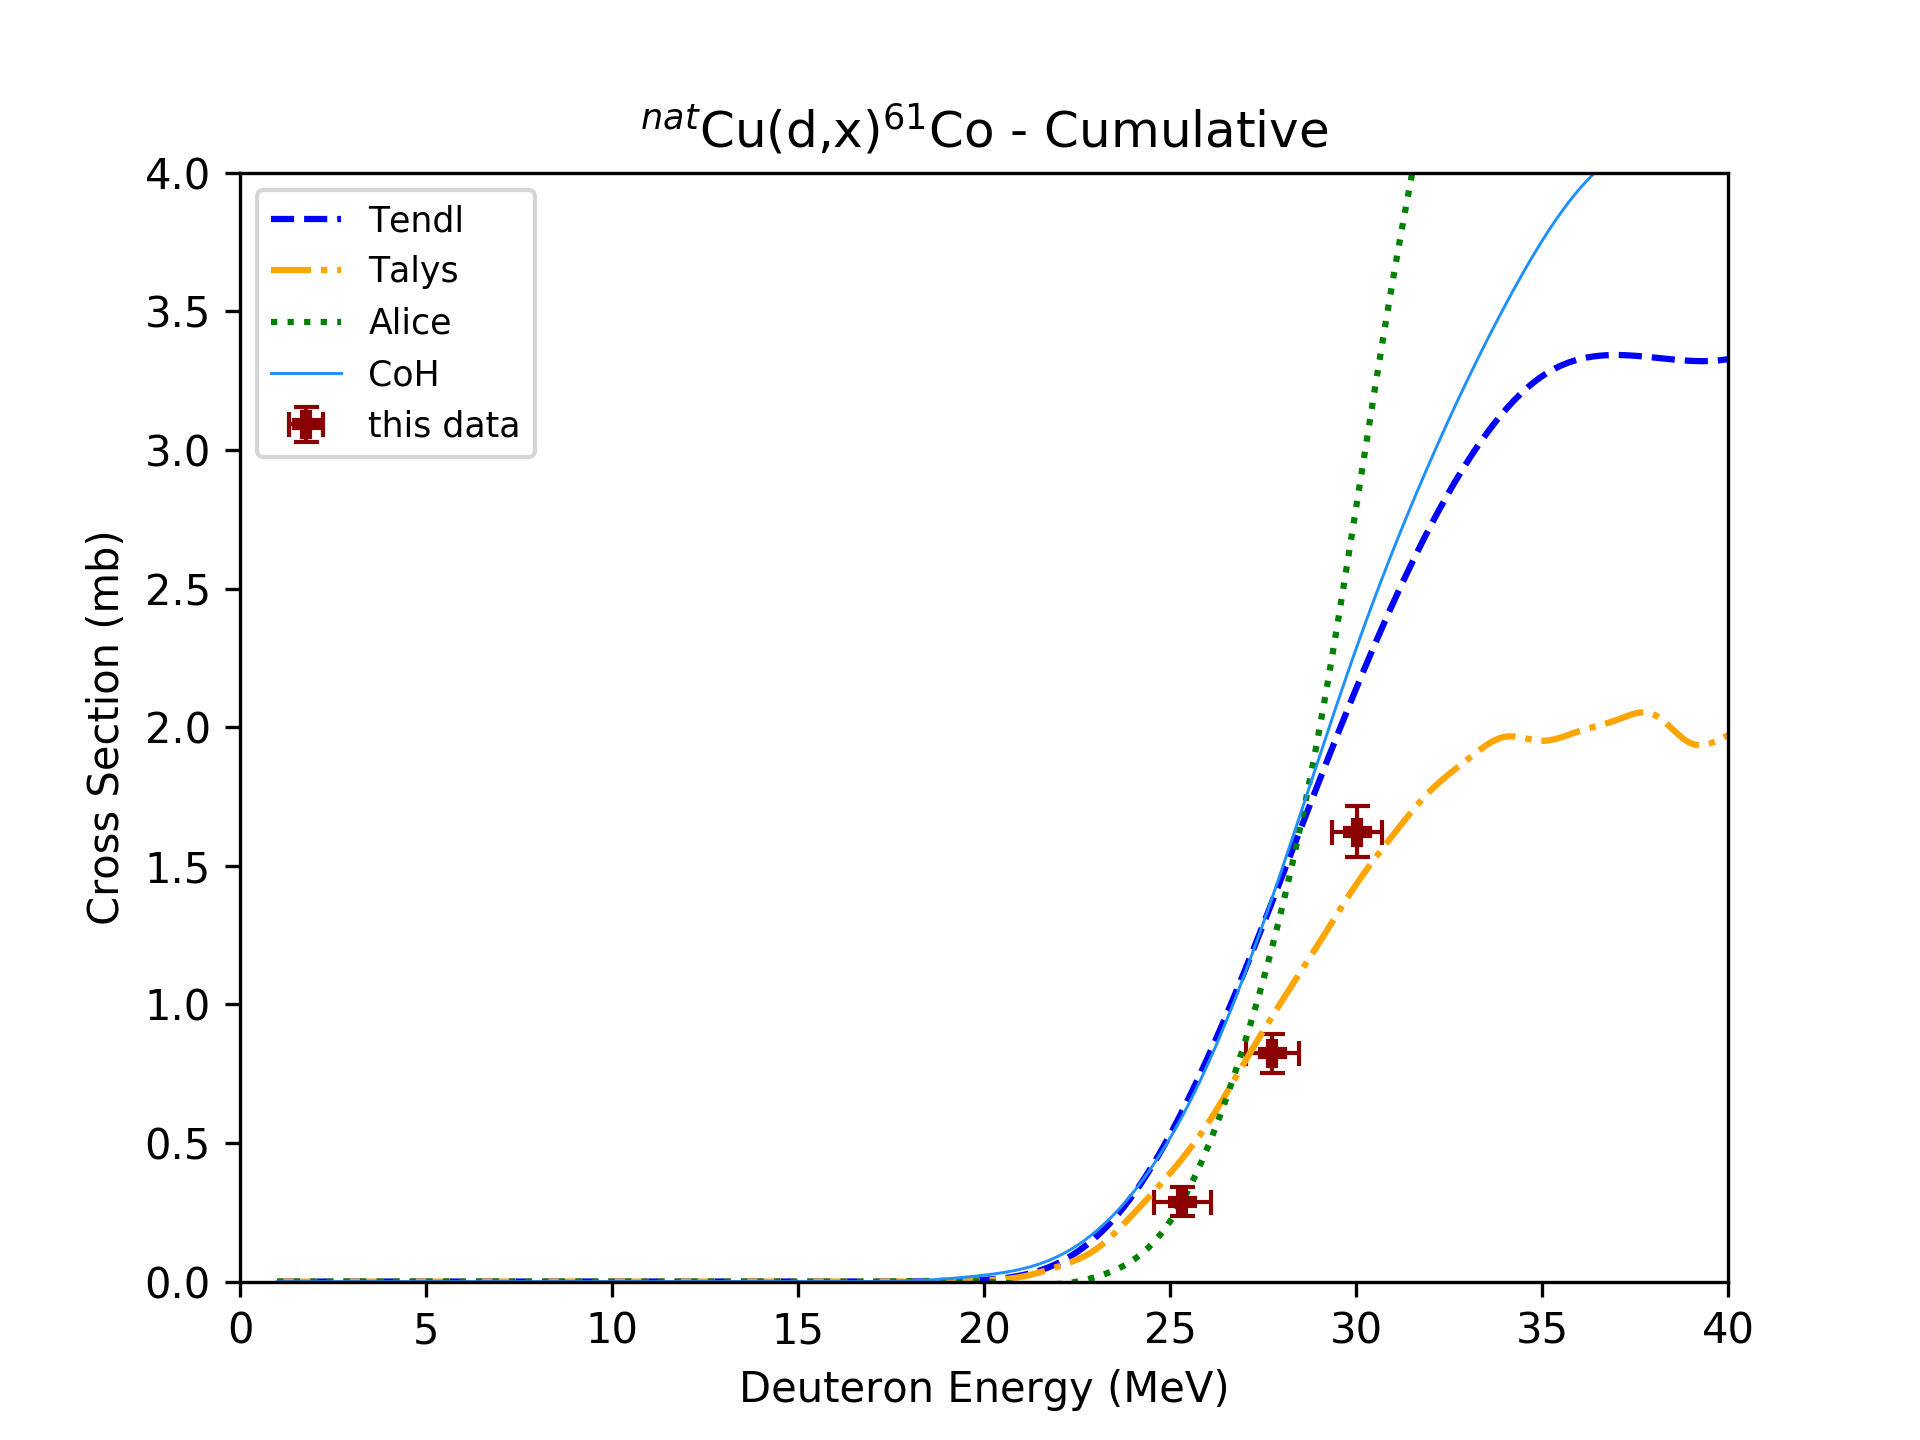 natCu(d,x)61Co - Cumulative
4.0
3.5
3.0
2.5
2.0
1.5
1.0
0.5
0.0
Cross Section (mb)
Tendl
Talys
Alice
CoH
this data
0 5 10 15 20 25 30 35 40
Deuteron Energy (MeV)